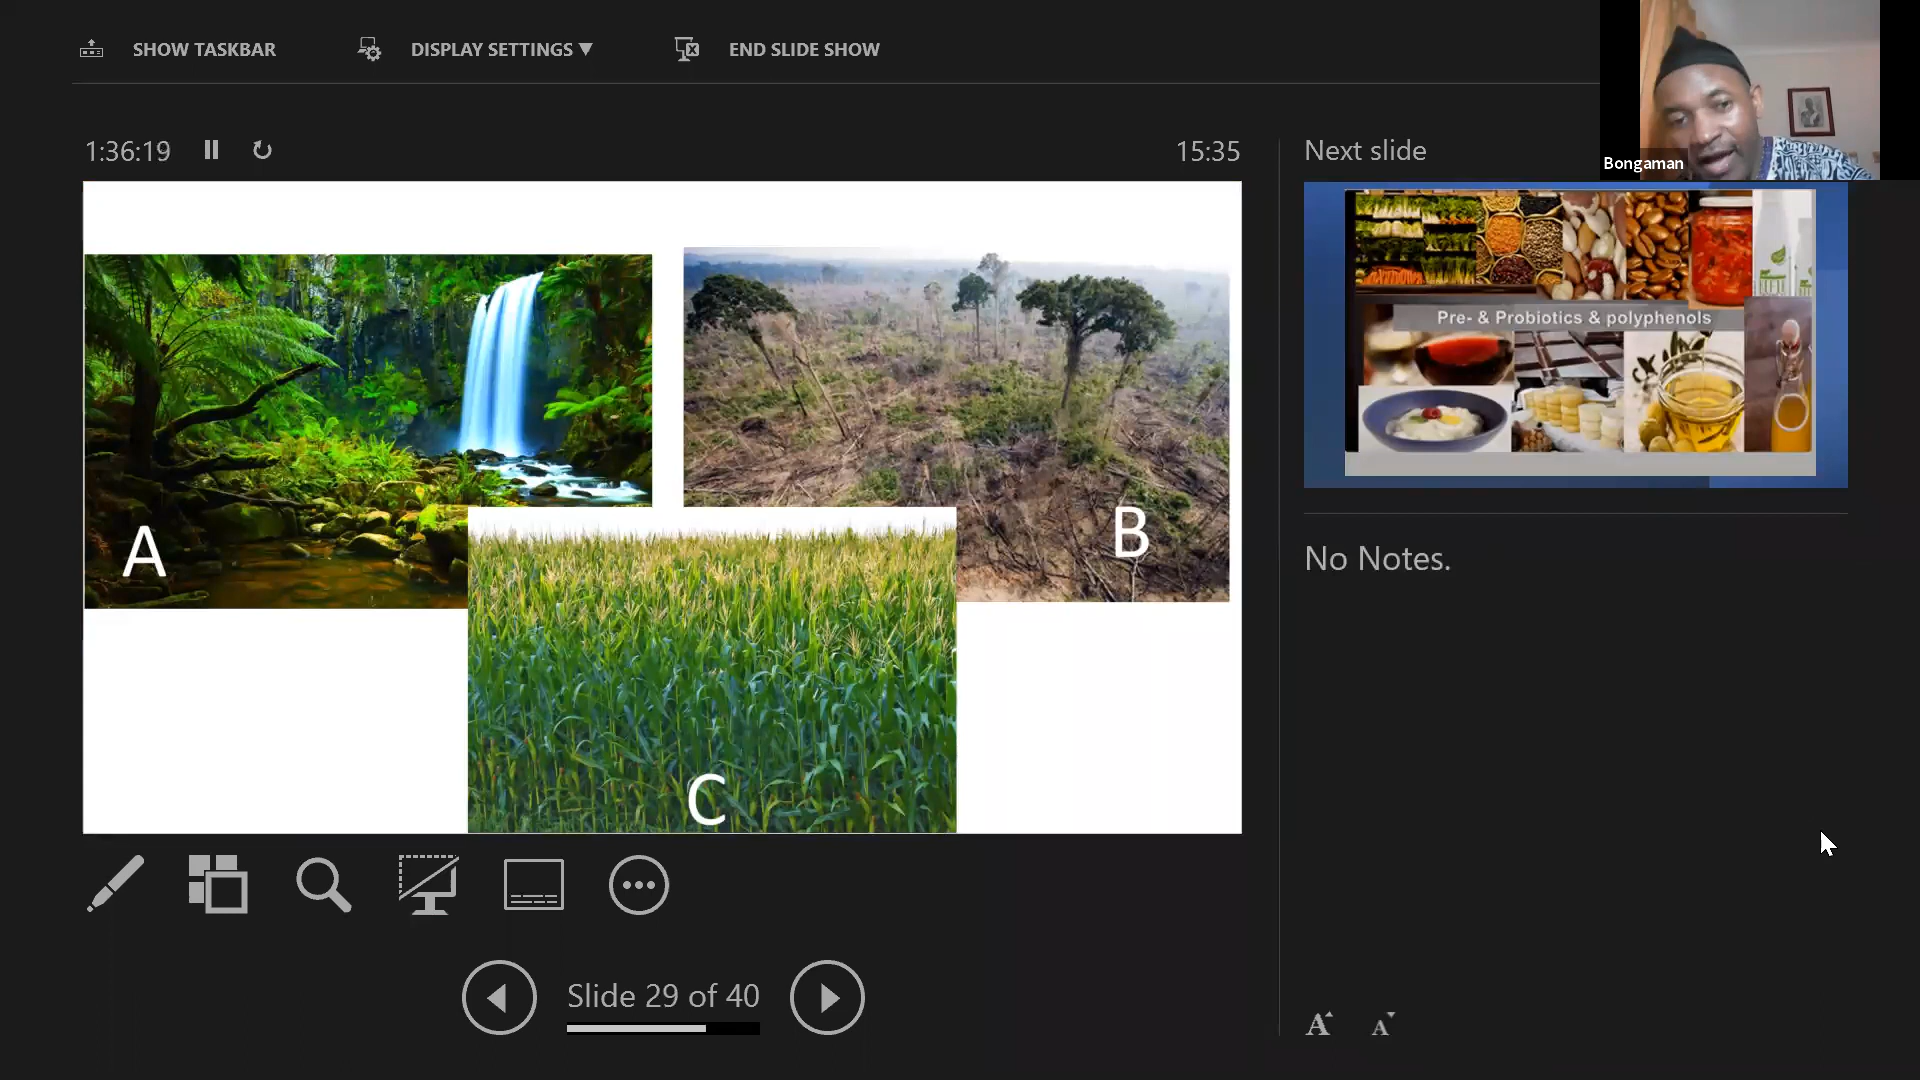 SHOW TASKBAR
DISPLAY SETTINGS ▼
END SLIDE SHOW
Bongaman
1:36:19
15:35
Next slide
A
B
C
Pre- & Probiotics & polyphenols
No Notes.
Slide 29 of 40
A
A